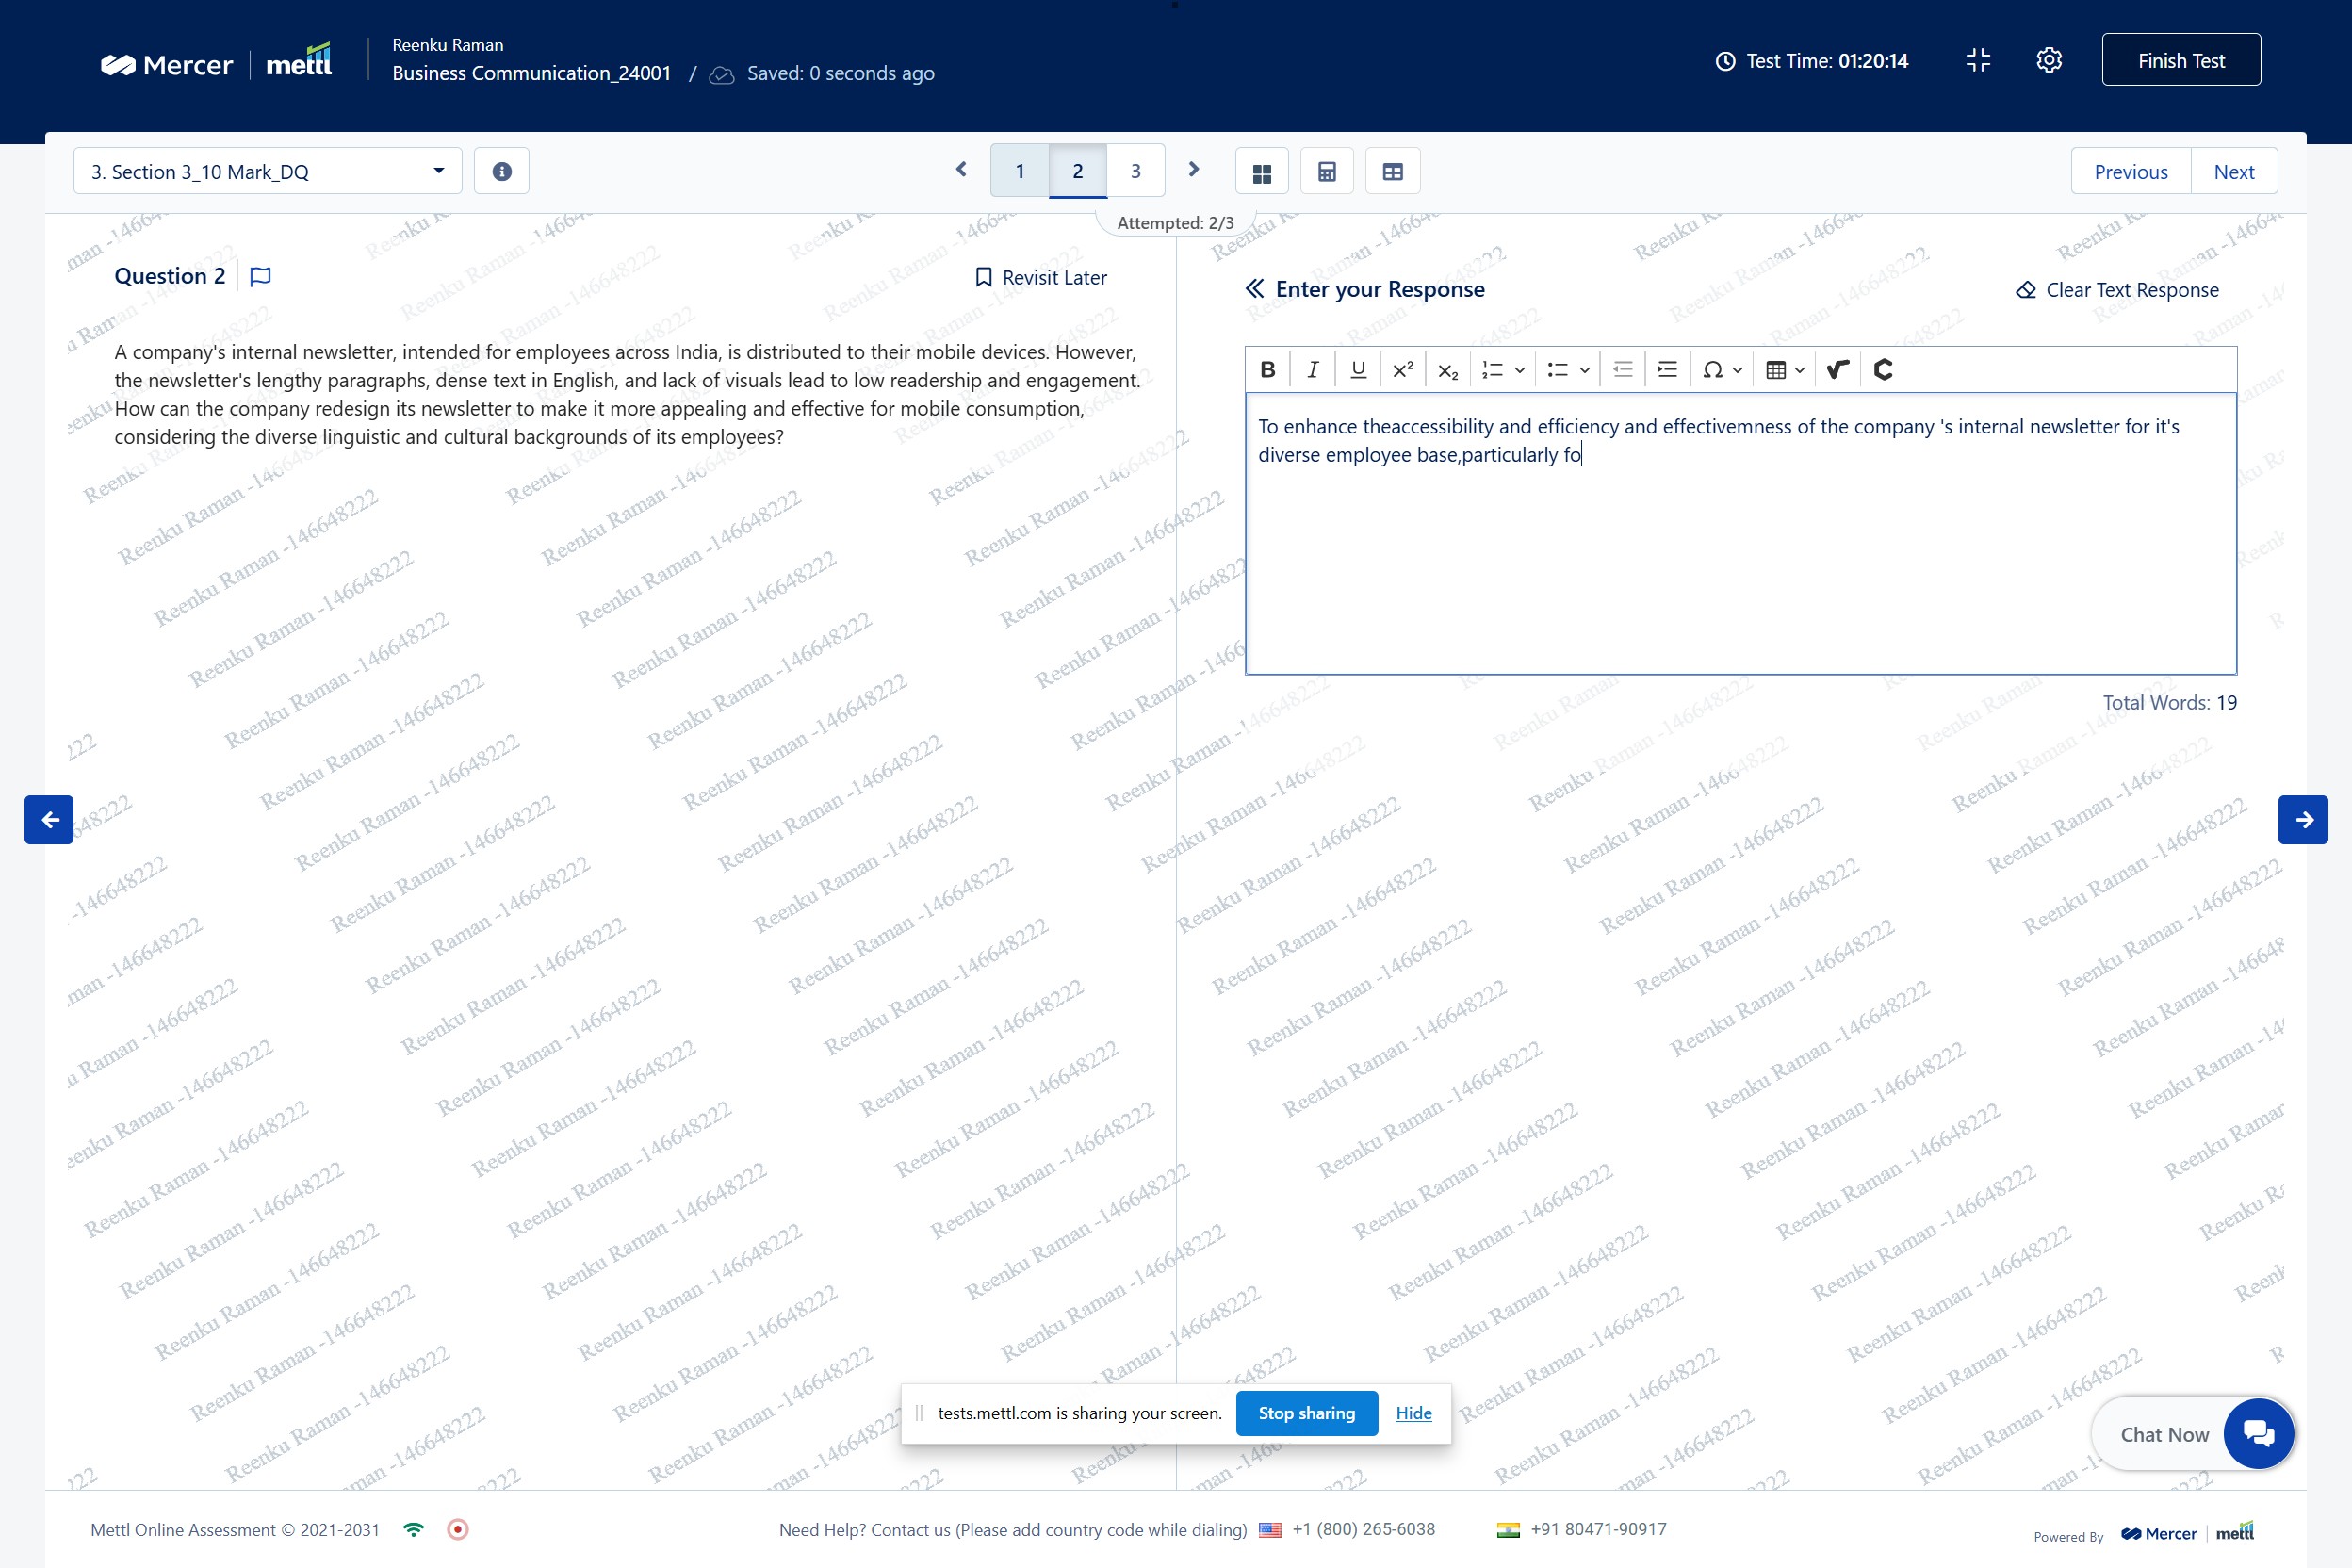 Mercer | mettl
Reenku Raman
Business Communication_24001 / Saved: 0 seconds ago
Test Time: 01:20:14
Finish Test
3. Section 3_10 Mark_DQ
1 2 3
Previous Next
Attempted: 2/3
Question 2
Revisit Later
A company's internal newsletter, intended for employees across India, is distributed to their mobile devices. However,
the newsletter's lengthy paragraphs, dense text in English, and lack of visuals lead to low readership and engagement.
How can the company redesign its newsletter to make it more appealing and effective for mobile consumption,
considering the diverse linguistic and cultural backgrounds of its employees?
Enter your Response
Clear Text Response
To enhance theaccessibility and efficiency and effectivemness of the company 's internal newsletter for it's
diverse employee base,particularly fo
Total Words: 19
Reenku Raman -146648222
tests.mettl.com is sharing your screen. Stop sharing Hide
Chat Now
Mettl Online Assessment © 2021-2031
Need Help? Contact us (Please add country code while dialing) +1 (800) 265-6038 +91 80471-90917
Powered By Mercer | mettl